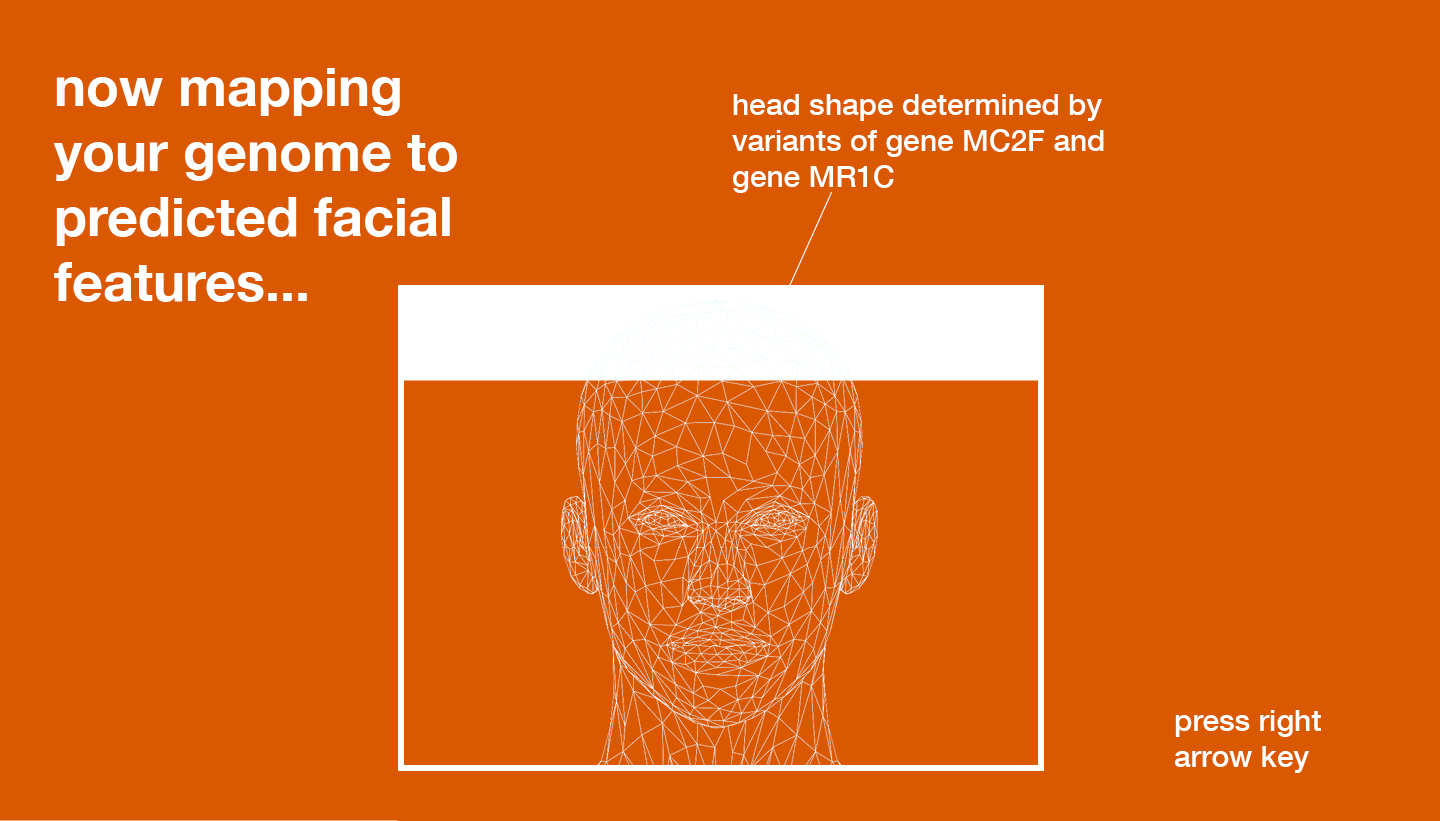 now mapping
your genome to
predicted facial
features...
head shape determined by
variants of gene MC2F and
gene MR1C
press right
arrow key